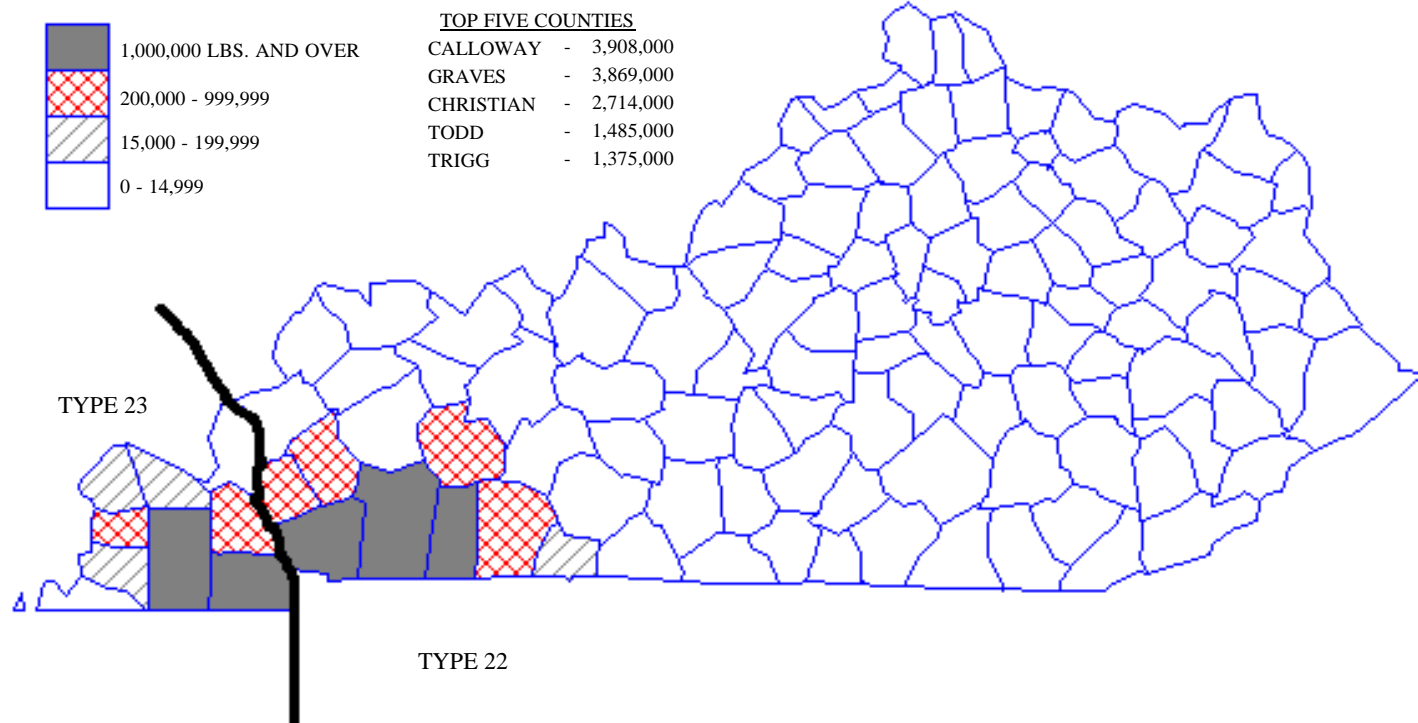 1,000,000 LBS. AND OVER
200,000 - 999,999
15,000 - 199,999
0 - 14,999
TOP FIVE COUNTIES
CALLOWAY - 3,908,000
GRAVES - 3,869,000
CHRISTIAN - 2,714,000
TODD - 1,485,000
TRIGG - 1,375,000
TYPE 23
TYPE 22